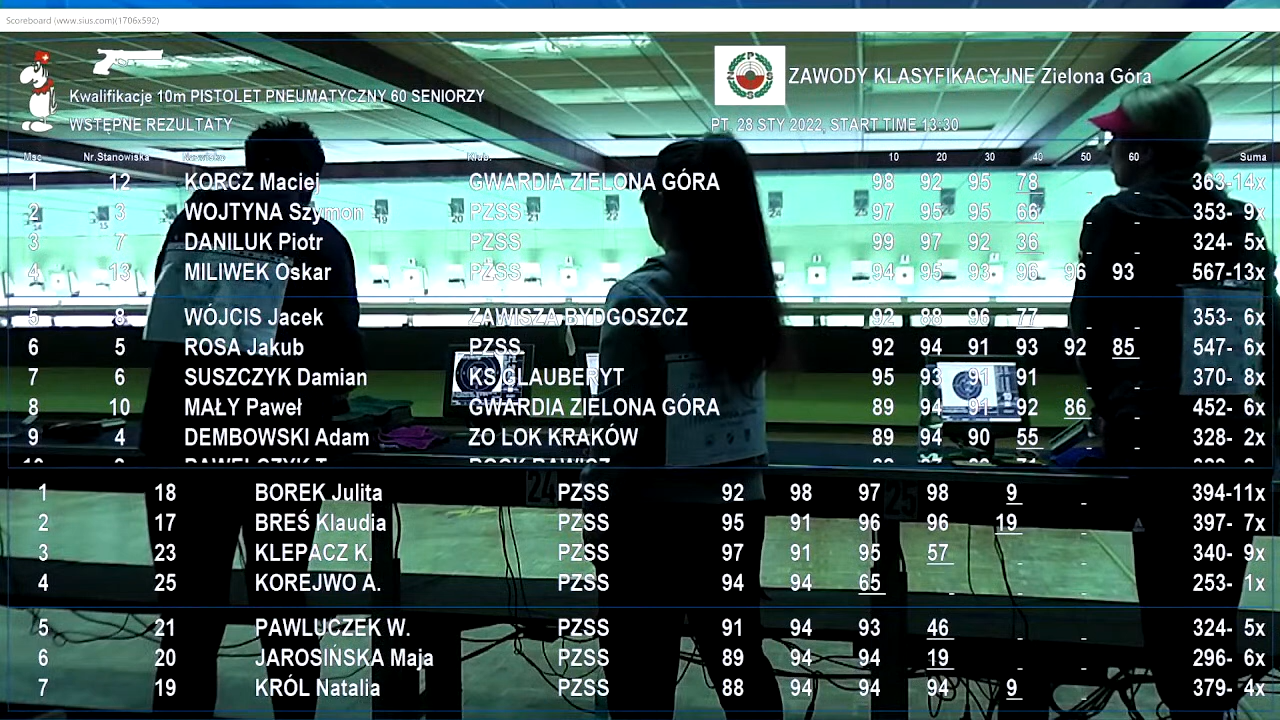 Scoreboard (www.sius.com)(1706x592)
Kwalifikacje 10m PISTOLET PNEUMATYCZNY 60 SENIORZY
ZAWODY KLASYFIKACYJNE Zielona Góra
WSTĘPNE REZULTATY
PT. 28 STY 2022, START TIME 13:30
Msc Nr.Stanowiska Nazwisko Klub. 10 20 30 40 50 60 Suma
1 12 KORCZ Maciej GWARDIA ZIELONA GÓRA 98 92 95 78 _ _ 363-14x
2 3 WOJTYNA Szymon PZSS 97 95 95 66 _ _ 353- 9x
3 7 DANILUK Piotr PZSS 99 97 92 36 _ _ 324- 5x
4 13 MILIWEK Oskar PZSS 94 95 93 96 96 93 567-13x
5 8 WÓJCIS Jacek ZAWISZA BYDGOSZCZ 92 88 96 77 _ _ 353- 6x
6 5 ROSA Jakub PZSS 92 94 91 93 92 85 547- 6x
7 6 SUSZCZYK Damian KS GLAUBERYT 95 93 91 91 _ _ 370- 8x
8 10 MAŁY Paweł GWARDIA ZIELONA GÓRA 89 94 91 92 86 _ 452- 6x
9 4 DEMBOWSKI Adam ZO LOK KRAKÓW 89 94 90 55 _ _ 328- 2x
1 18 BOREK Julita PZSS 92 98 97 98 9 _ 394-11x
2 17 BREŚ Klaudia PZSS 95 91 96 96 19 _ 397- 7x
3 23 KLEPACZ K. PZSS 97 91 95 57 _ _ 340- 9x
4 25 KOREJWO A. PZSS 94 94 65 _ _ _ 253- 1x
5 21 PAWLUCZEK W. PZSS 91 94 93 46 _ _ 324- 5x
6 20 JAROSIŃSKA Maja PZSS 89 94 94 19 _ _ 296- 6x
7 19 KRÓL Natalia PZSS 88 94 94 94 9 _ 379- 4x